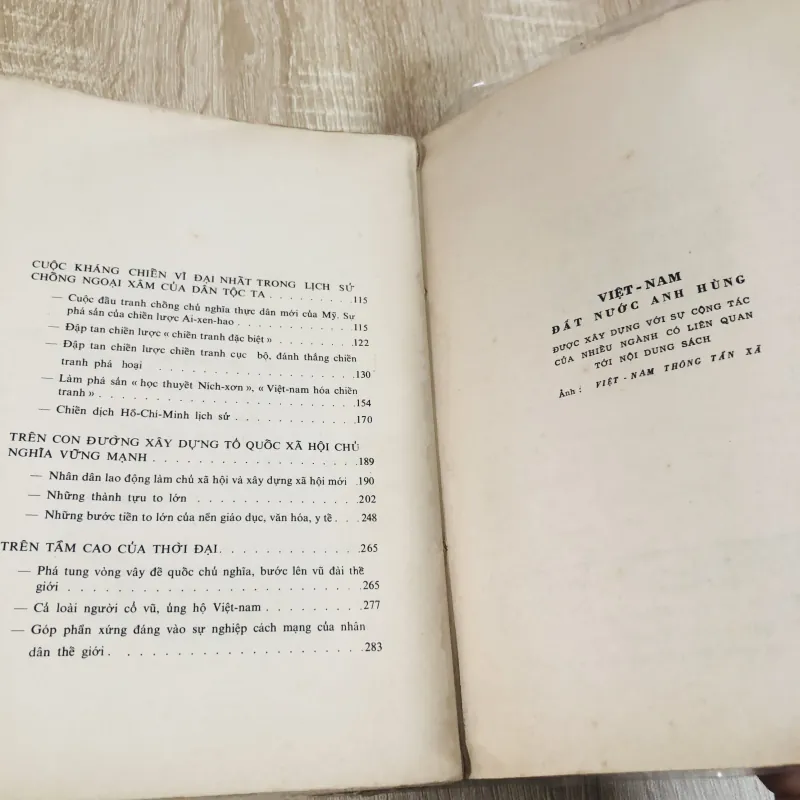 CUỘC KHÁNG CHIẾN VĨ ĐẠI NHẤT TRONG LỊCH SỬ
CHỐNG NGOẠI XÂM CỦA DÂN TỘC TA . . . . . . . . 115
— Cuộc đấu tranh chống chủ nghĩa thực dân mới của Mỹ. Sự
phá sản của chiến lược Ai-xen-hao . . . . . . . . . . . 115
— Đập tan chiến lược « chiến tranh đặc biệt » . . . . . . . 122
— Đập tan chiến lược chiến tranh cục bộ, đánh thắng chiến
tranh phá hoại . . . . . . . . . . . . . . . . . . 130
— Làm phá sản « học thuyết Ních-xơn », « Việt-nam hóa chiến
tranh » . . . . . . . . . . . . . . . . . . . . 154
— Chiến dịch Hồ-Chí-Minh lịch sử . . . . . . . . . . . 170
TRÊN CON ĐƯỜNG XÂY DỰNG TỔ QUỐC XÃ HỘI CHỦ
NGHĨA VỮNG MẠNH . . . . . . . . . . . . . . . . 189
— Nhân dân lao động làm chủ xã hội và xây dựng xã hội mới . 190
— Những thành tựu to lớn . . . . . . . . . . . . . . 202
— Những bước tiến to lớn của nền giáo dục, văn hóa, y tế . . . 248
TRÊN TẦM CAO CỦA THỜI ĐẠI . . . . . . . . . . . 265
— Phá tung vòng vây đế quốc chủ nghĩa, bước lên vũ đài thế
giới . . . . . . . . . . . . . . . . . . . . . . 265
— Cả loài người cổ vũ, ủng hộ Việt-nam . . . . . . . . . 277
— Góp phần xứng đáng vào sự nghiệp cách mạng của nhân
dân thế giới . . . . . . . . . . . . . . . . . . . 283
VIỆT-NAM
ĐẤT NƯỚC ANH HÙNG
ĐƯỢC XÂY DỰNG VỚI SỰ CỘNG TÁC
CỦA NHIỀU NGÀNH CÓ LIÊN QUAN
TỚI NỘI DUNG SÁCH
Ảnh : VIỆT-NAM THÔNG TẤN XÃ